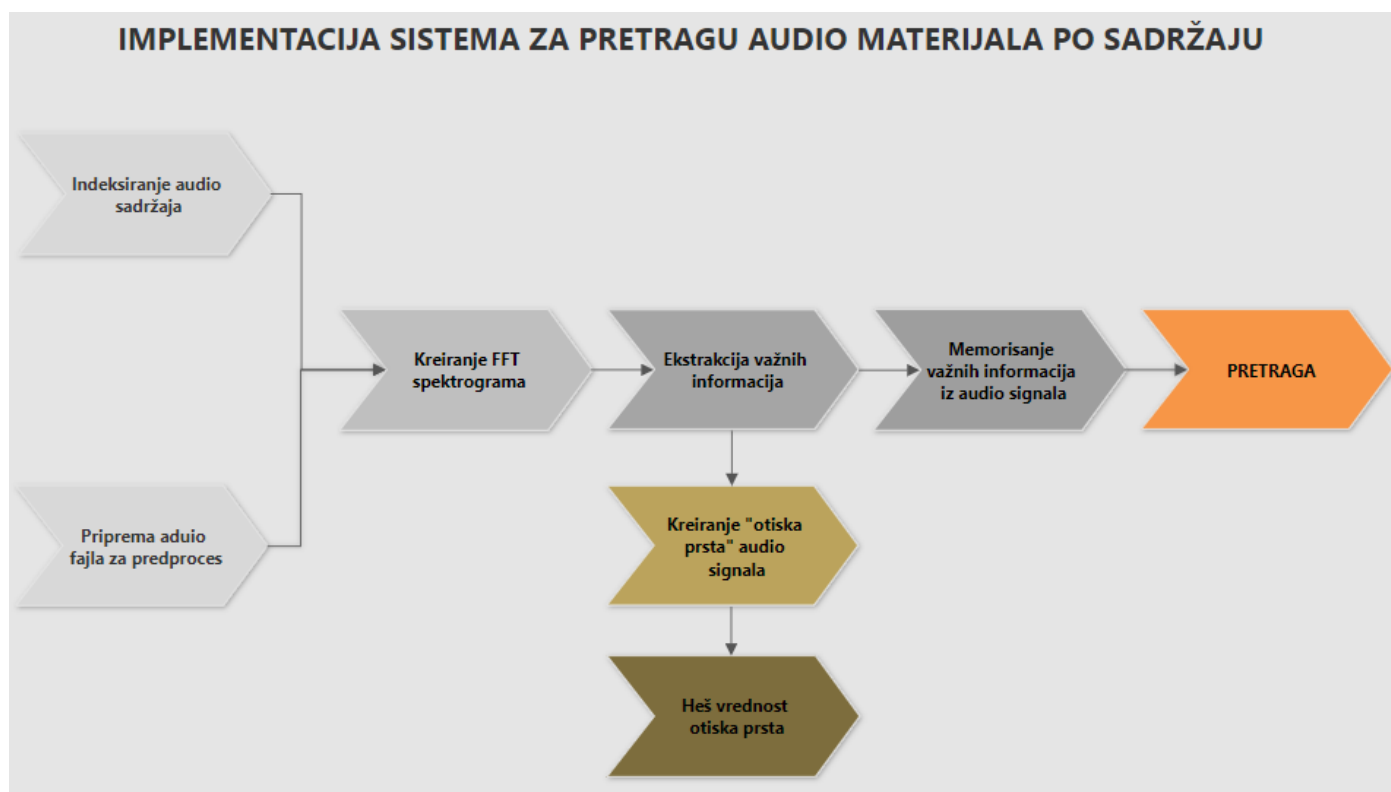 IMPLEMENTACIJA SISTEMA ZA PRETRAGU AUDIO MATERIJALA PO SADRŽAJU
Indeksiranje audio
sadržaja
Kreiranje FFT
spektrograma
Ekstrakcija važnih
informacija
Memorisanje
važnih informacija
iz audio signala
PRETRAGA
Priprema aduio
fajla za predproces
Kreiranje "otiska
prsta" audio
signala
Heš vrednost
otiska prsta